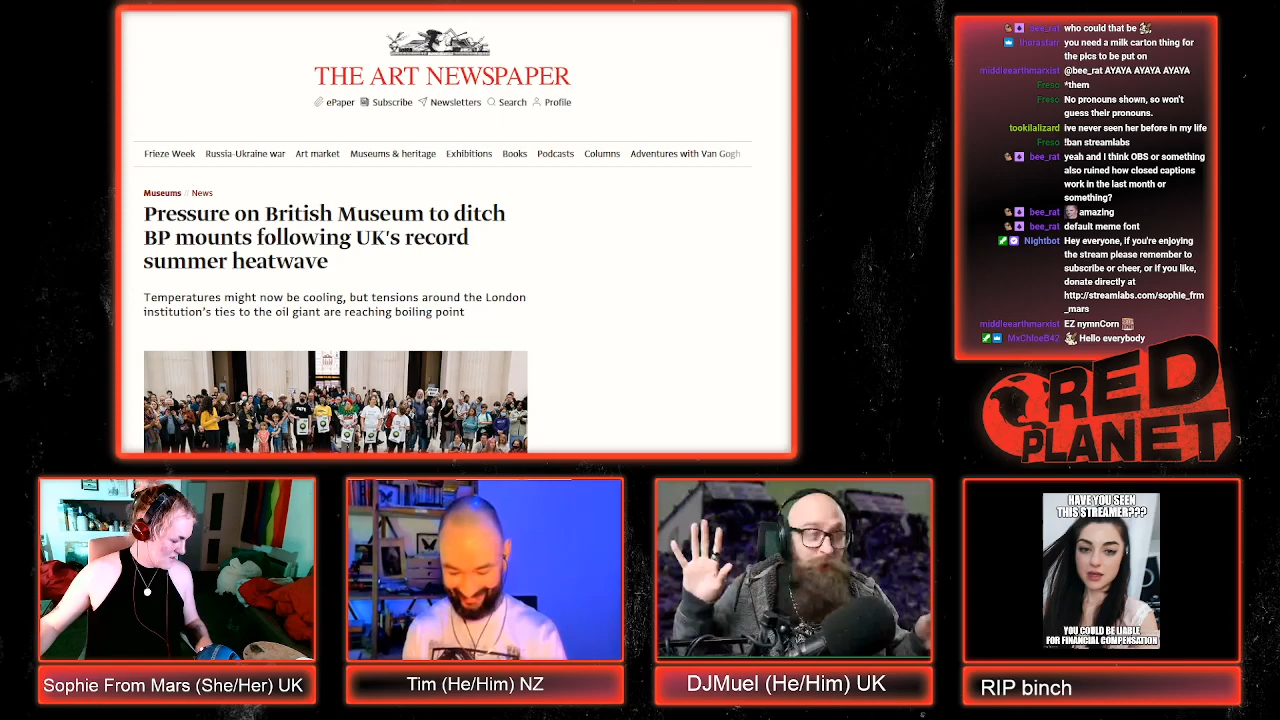 THE ART NEWSPAPER
ePaper Subscribe Newsletters Search Profile
Frieze Week Russia-Ukraine war Art market Museums & heritage Exhibitions Books Podcasts Columns Adventures with Van Gogh
Museums // News
Pressure on British Museum to ditch
BP mounts following UK's record
summer heatwave
Temperatures might now be cooling, but tensions around the London
institution's ties to the oil giant are reaching boiling point
bee_rat who could that be
thorastarr you need a milk carton thing for
the pics to be put on
middleearthmarxist @bee_rat AYAYA AYAYA AYAYA
Freso *them
Freso No pronouns shown, so won't
guess their pronouns.
tookilalizard ive never seen her before in my life
Freso !ban streamlabs
bee_rat yeah and I think OBS or something
also ruined how closed captions
work in the last month or
something?
bee_rat amazing
bee_rat default meme font
Nightbot Hey everyone, if you're enjoying
the stream please remember to
subscribe or cheer, or if you like,
donate directly at
http://streamlabs.com/sophie_frm
_mars
middleearthmarxist EZ nymnCorn
MxChloeB42 Hello everybody
RED
PLANET
HAVE YOU SEEN
THIS STREAMER???
YOU COULD BE LIABLE
FOR FINANCIAL COMPENSATION
Sophie From Mars (She/Her) UK
Tim (He/Him) NZ
DJMuel (He/Him) UK
RIP binch